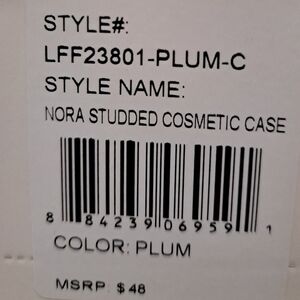 STYLE#:
LFF23801-PLUM-C
STYLE NAME:
NORA STUDDED COSMETIC CASE
8 84239 06959 1
COLOR: PLUM
MSRP: $48